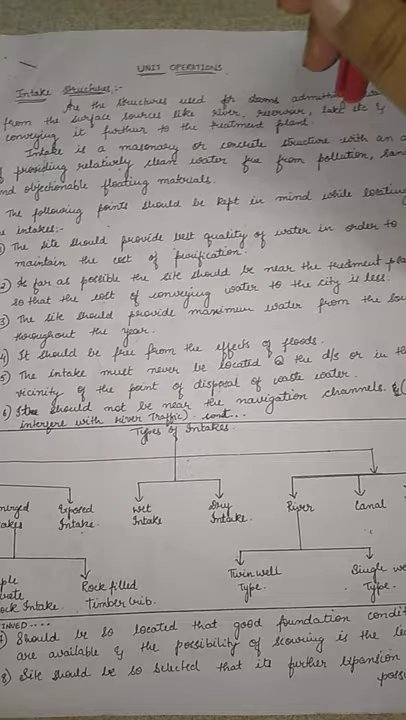 UNIT OPERATIONS
Intake Structures:-
Are the structures used for
from the surface sources like river, reservoir, lake etc &
conveying it further to the treatment plant.
Intake is a masonary or concrete structure with an
providing relatively clean water free from pollution,
objectionable floating materials.
The following points should be kept in mind while locating
intakes:-
The site should provide best quality of water in order to
maintain the cost of purification.
2) As far as possible the site should be near the treatment
so that the cost of conveying water to the city is less.
3) The site should provide maximum water from the
throughout the year.
4) It should be free from the effects of floods.
5) The intake must never be located @ the d/s or in the
vicinity of the point of disposal of waste water.
6) should not be near the navigation channels.
interfere with river Traffic) cont...
Types of Intakes
Exposed Intake.
Wet Intake
Dry Intake.
River
Canal
Rock filled Timber Crib.
Twin well Type.
Single Type.
....
Should be so located that good foundation
are available & the possibility of scouring is the
8) Site should be so selected that its further expansion